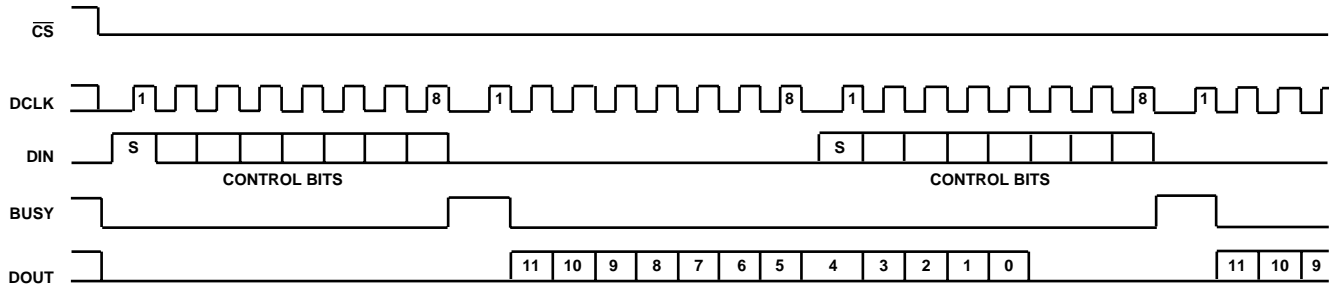 CS
DCLK 1 8 1 8 1 8 1
DIN S S
CONTROL BITS CONTROL BITS
BUSY
DOUT 11 10 9 8 7 6 5 4 3 2 1 0 11 10 9